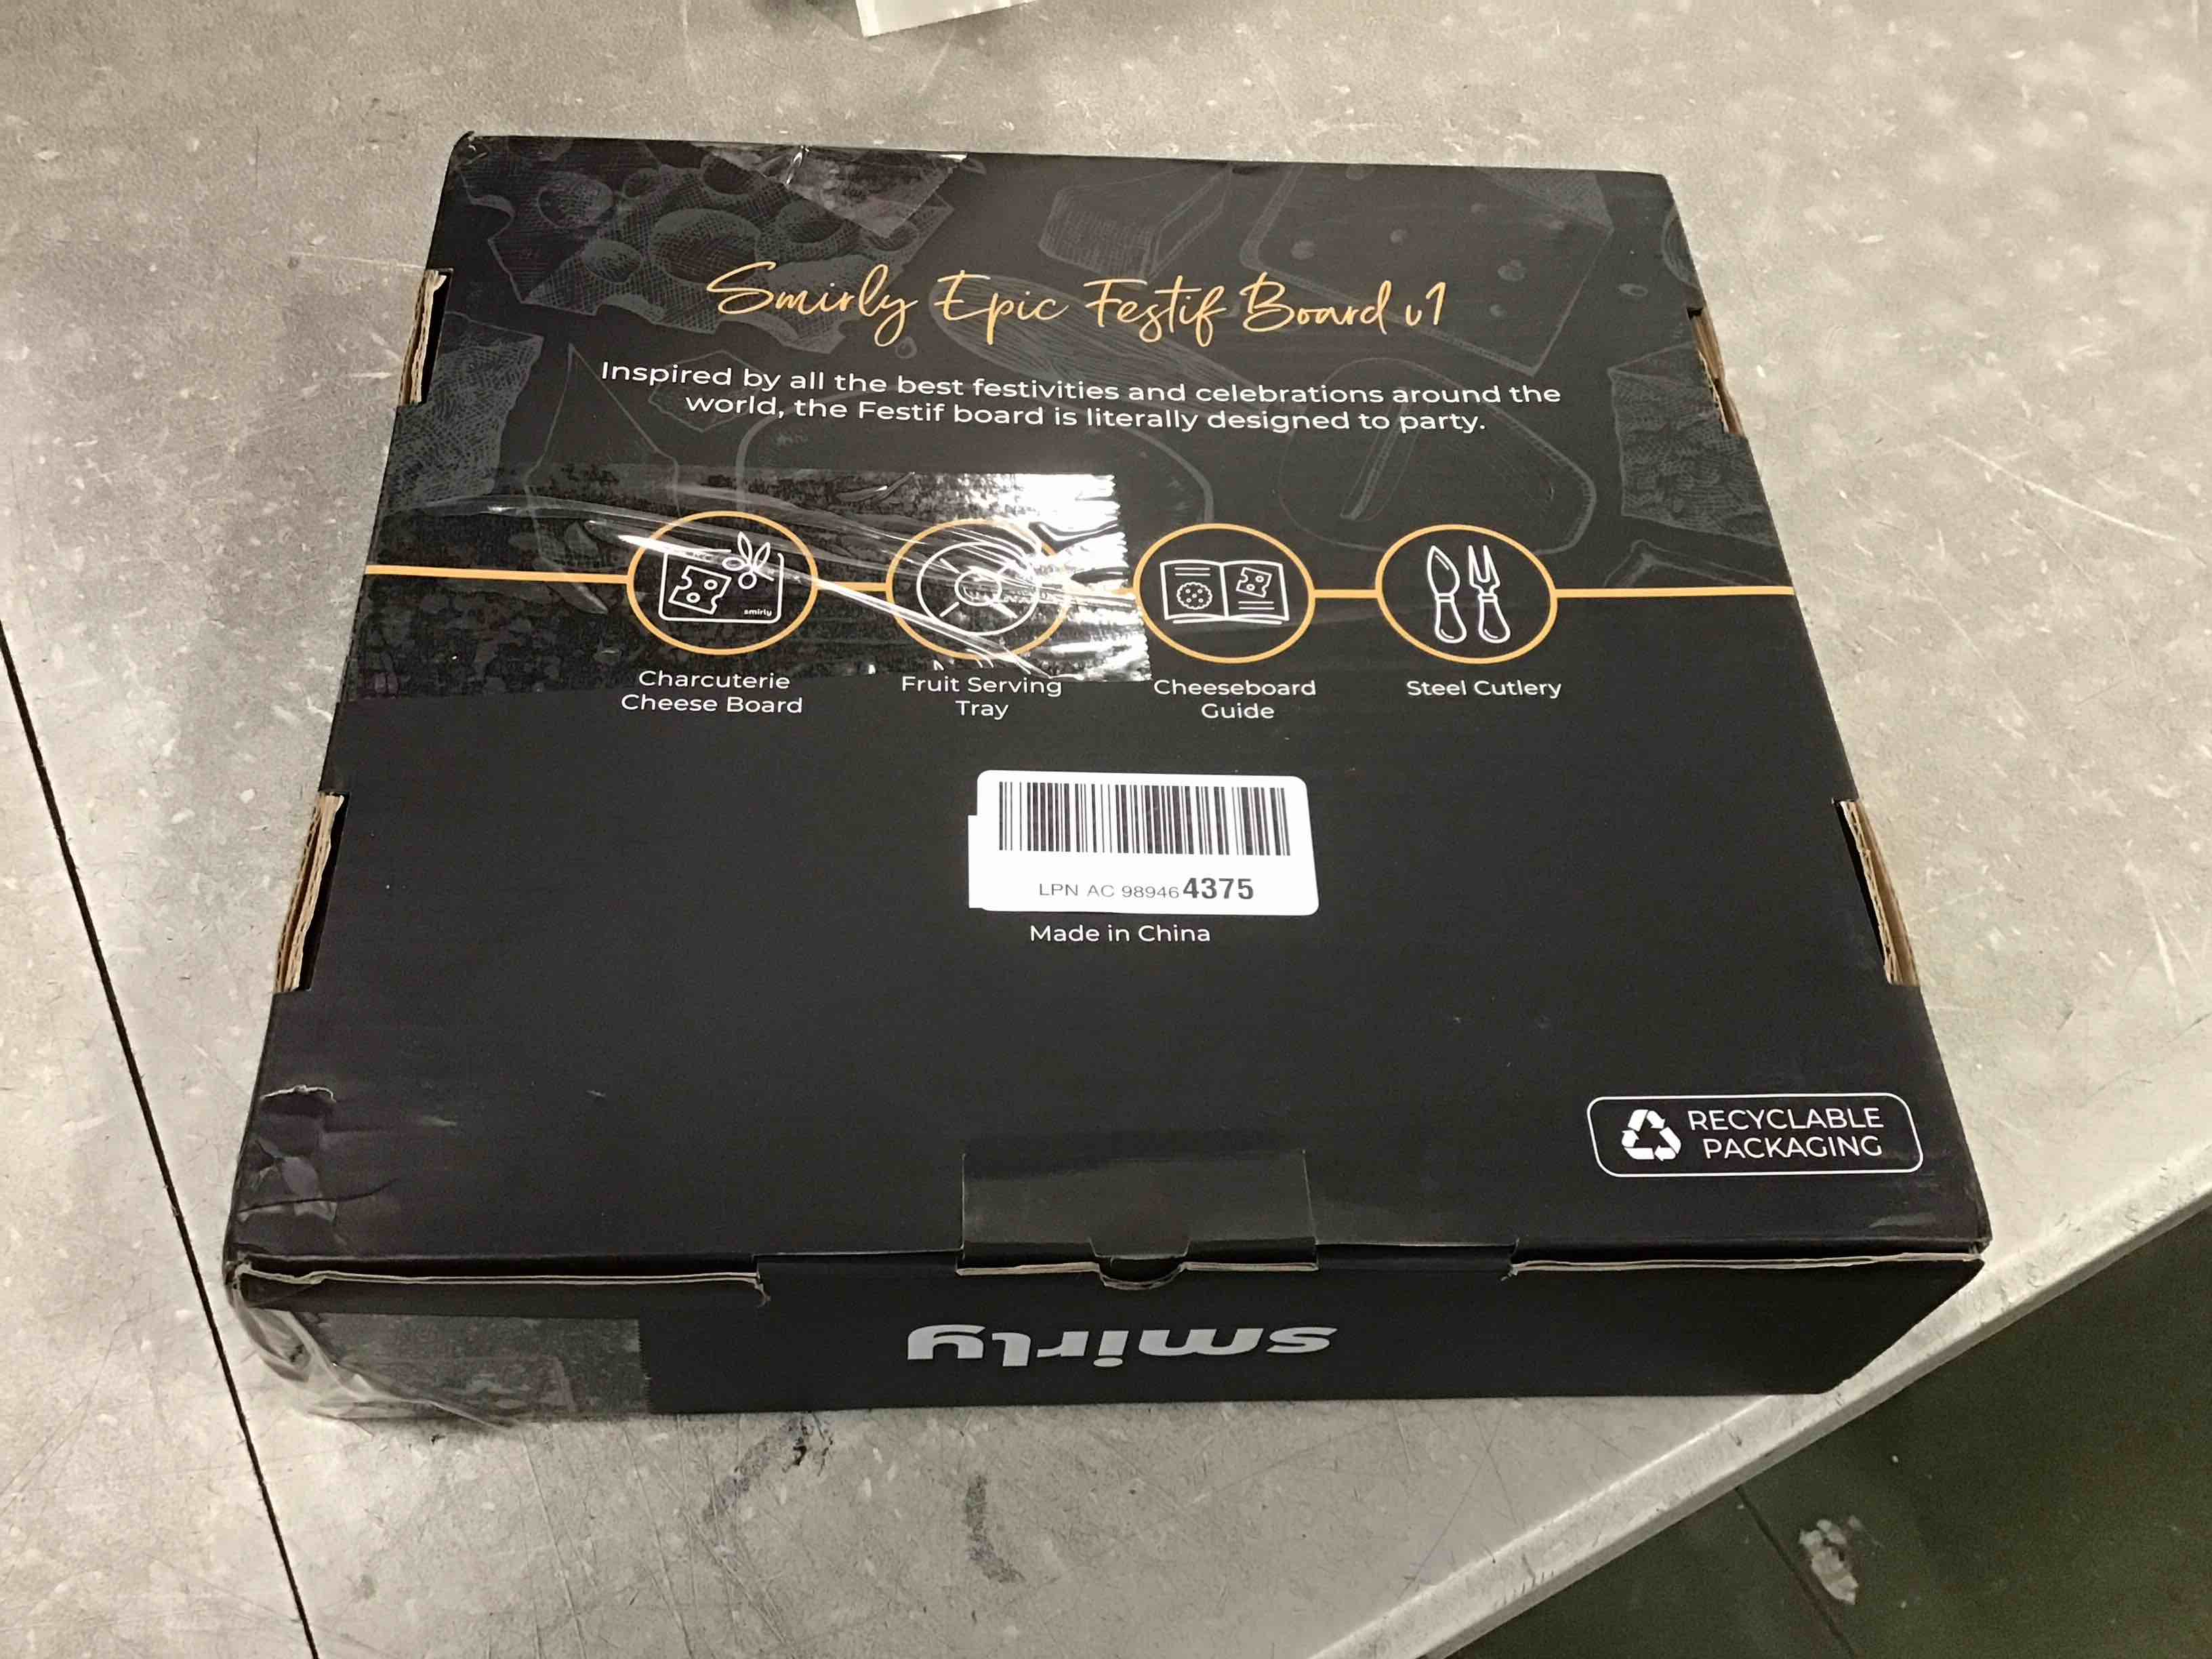 Smirly Epic Festif Board v1
Inspired by all the best festivities and celebrations around the
world, the Festif board is literally designed to party.
smirly
Charcuterie
Cheese Board
Fruit Serving
Tray
Cheeseboard
Guide
Steel Cutlery
LPN AC 989464375
Made in China
RECYCLABLE
PACKAGING
smirly